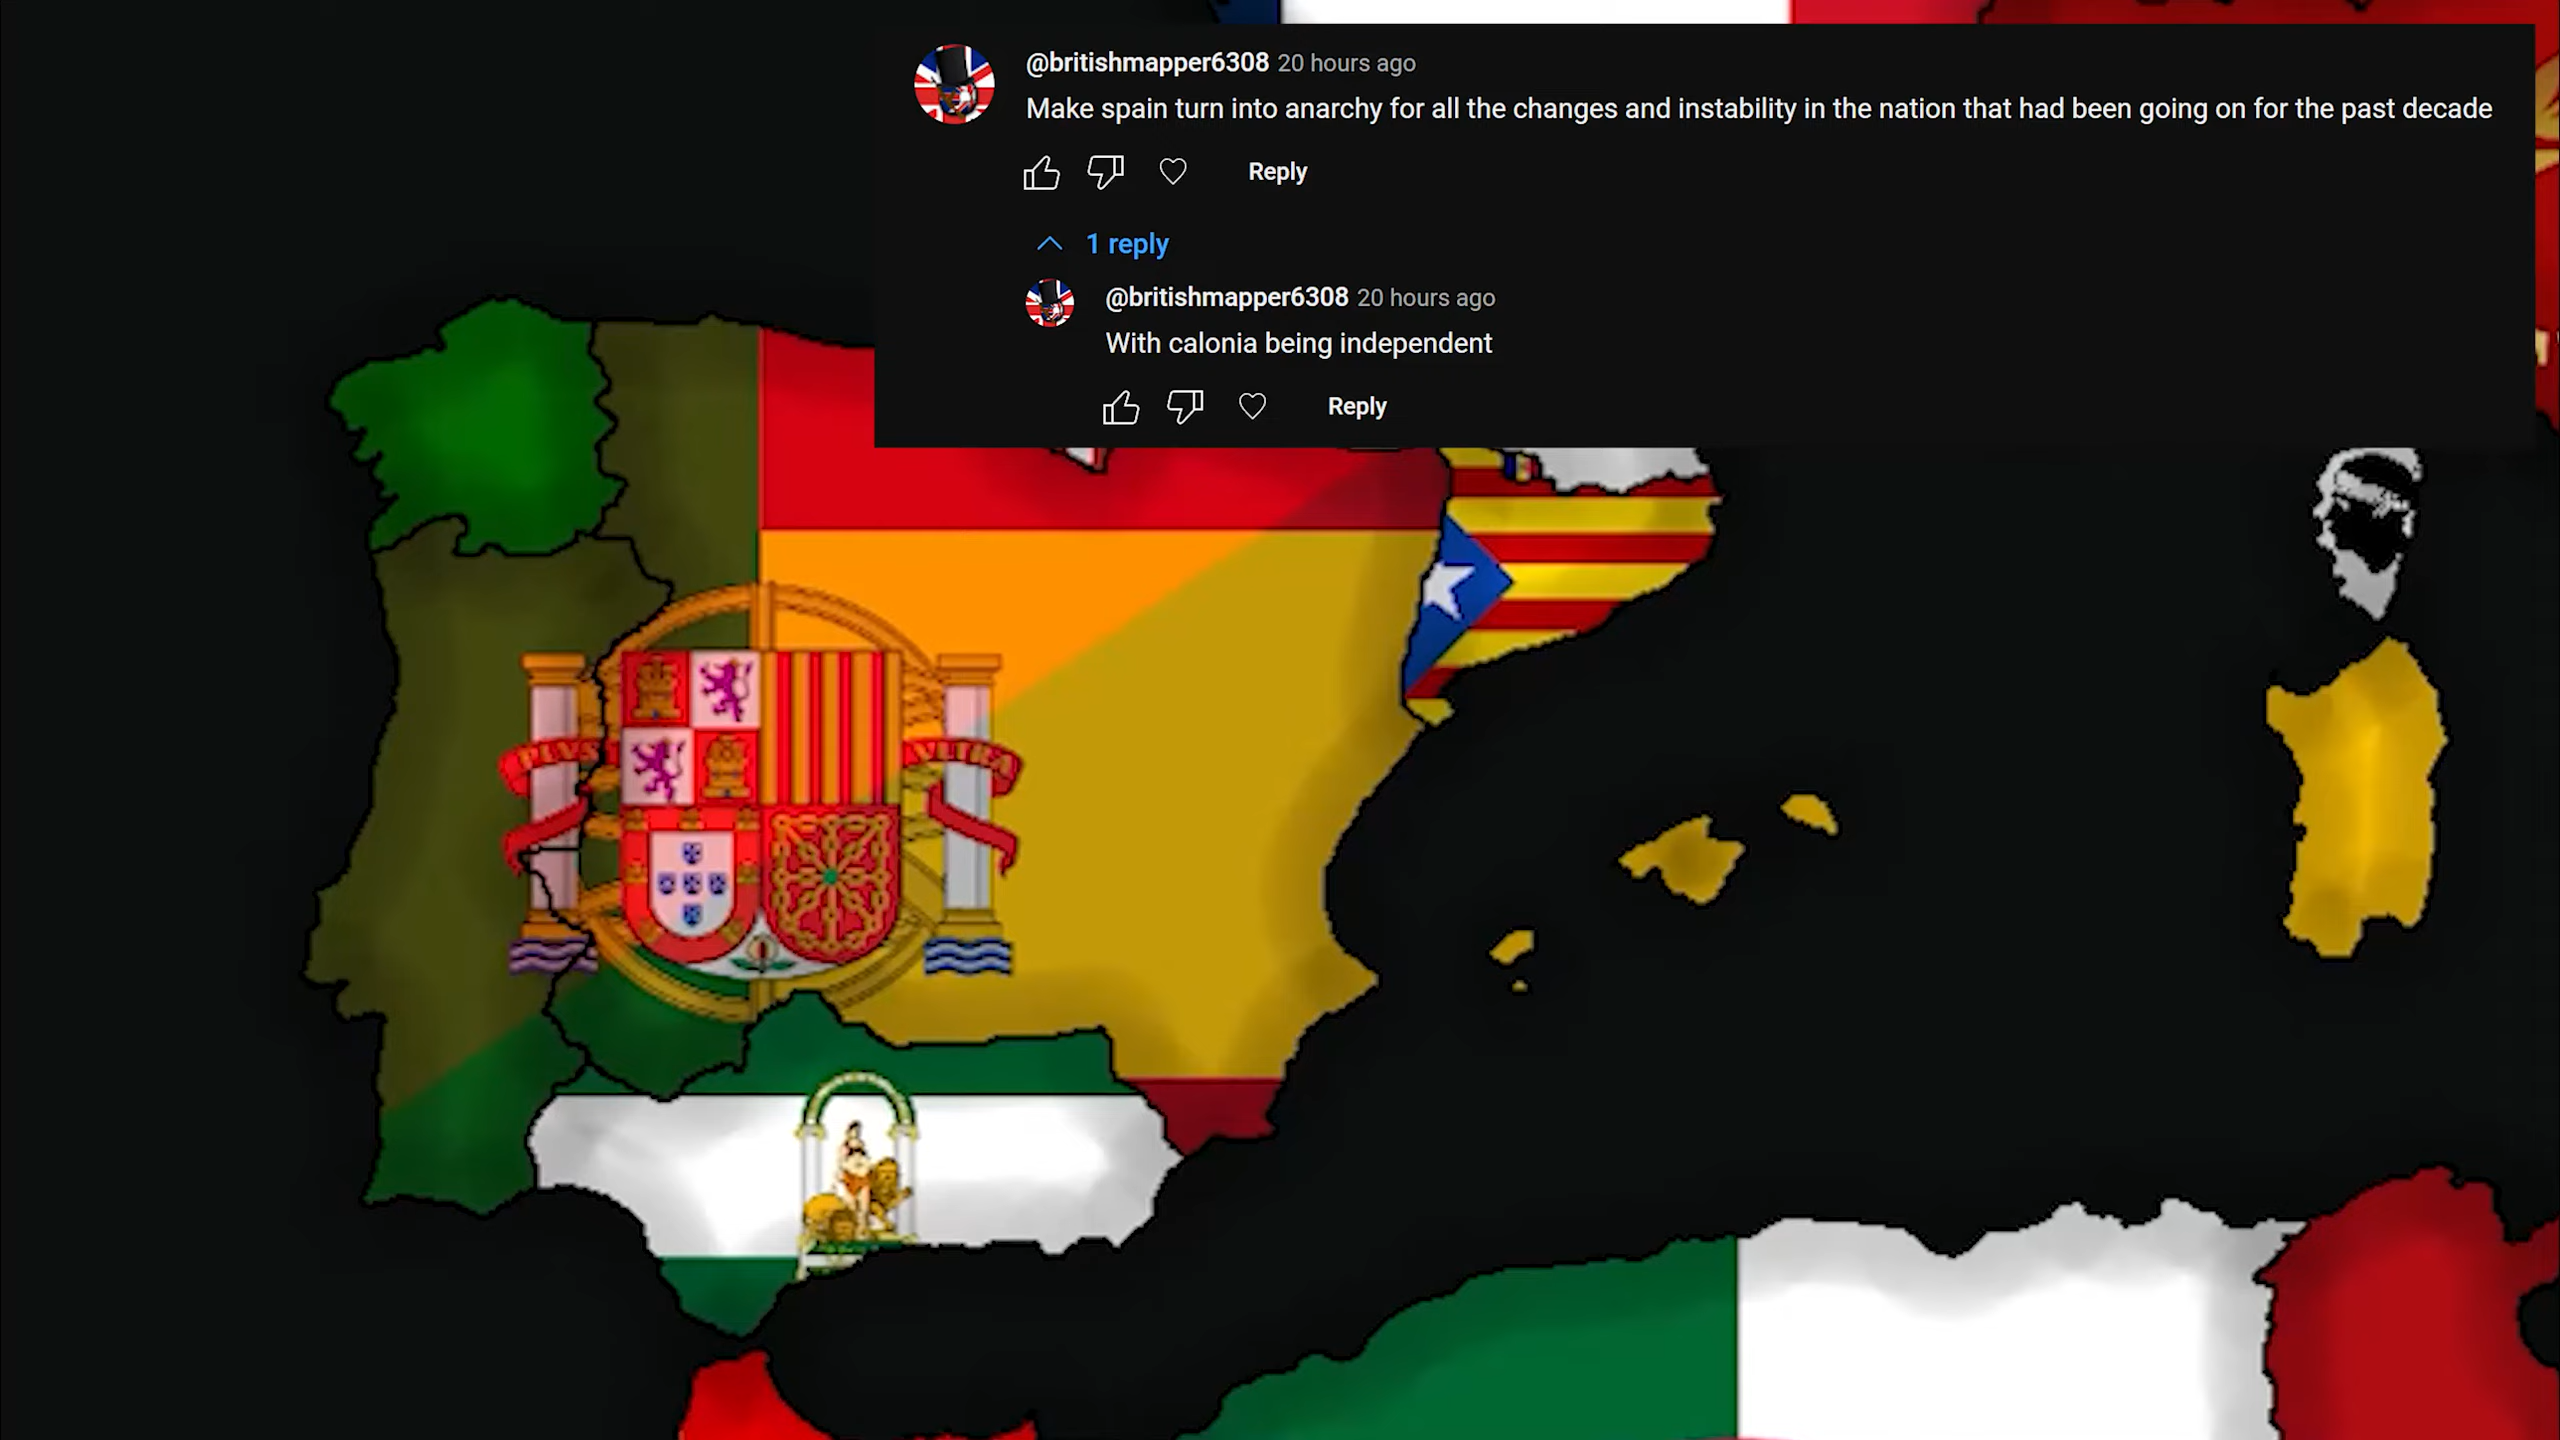 @britishmapper6308 20 hours ago
Make spain turn into anarchy for all the changes and instability in the nation that had been going on for the past decade
Reply
1 reply
@britishmapper6308 20 hours ago
With calonia being independent
Reply
PLVS VLTRA